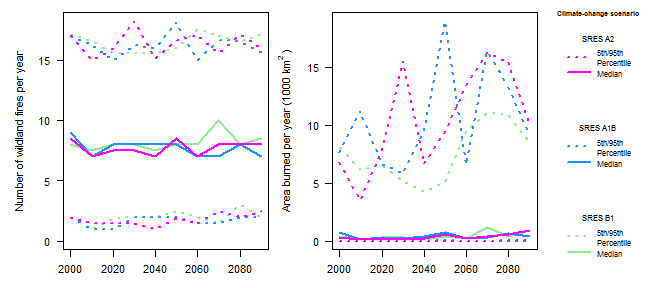 Number of wildland fires per year
15
10
5
0
2000
2020
2040
2060
2080
Area burned per year (1000 km²)
15
10
5
0
2000
2020
2040
2060
2080
Climate-change scenario
SRES A2
5th/95th
Percentile
Median
SRES A1B
5th/95th
Percentile
Median
SRES B1
5th/95th
Percentile
Median